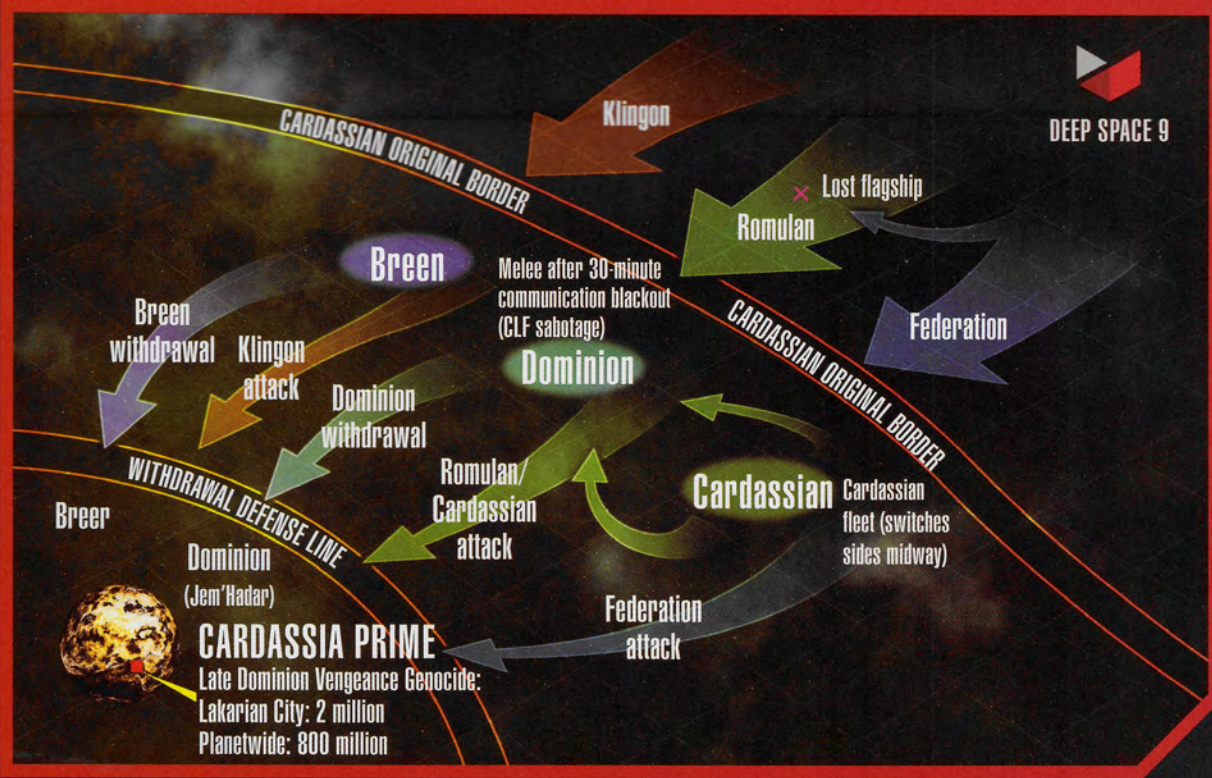 DEEP SPACE 9
Klingon
CARDASSIAN ORIGINAL BORDER
Lost flagship
Romulan
Breen
Melee after 30-minute
communication blackout
(CLF sabotage)
Federation
CARDASSIAN ORIGINAL BORDER
Breen
withdrawal
Klingon
attack
Dominion
Dominion
withdrawal
Romulan/
Cardassian
attack
Cardassian
Cardassian
fleet (switches
sides midway)
WITHDRAWAL DEFENSE LINE
Breer
Dominion
(Jem'Hadar)
Federation
attack
CARDASSIA PRIME
Late Dominion Vengeance Genocide:
Lakarian City: 2 million
Planetwide: 800 million